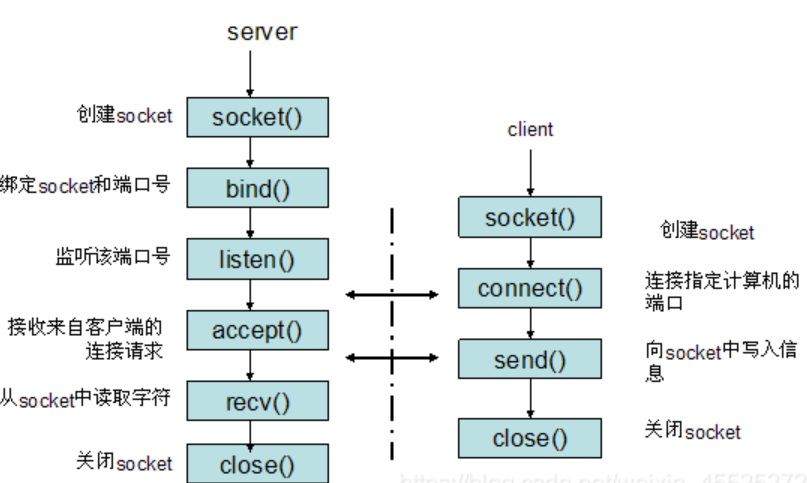 server
创建socket
socket()
绑定socket和端口号
bind()
监听该端口号
listen()
接收来自客户端的
连接请求
accept()
从socket中读取字符
recv()
关闭socket
close()
client
socket()
创建socket
connect()
连接指定计算机的
端口
send()
向socket中写入信
息
close()
关闭socket
https://blog.csdn.net/weixin_45525272